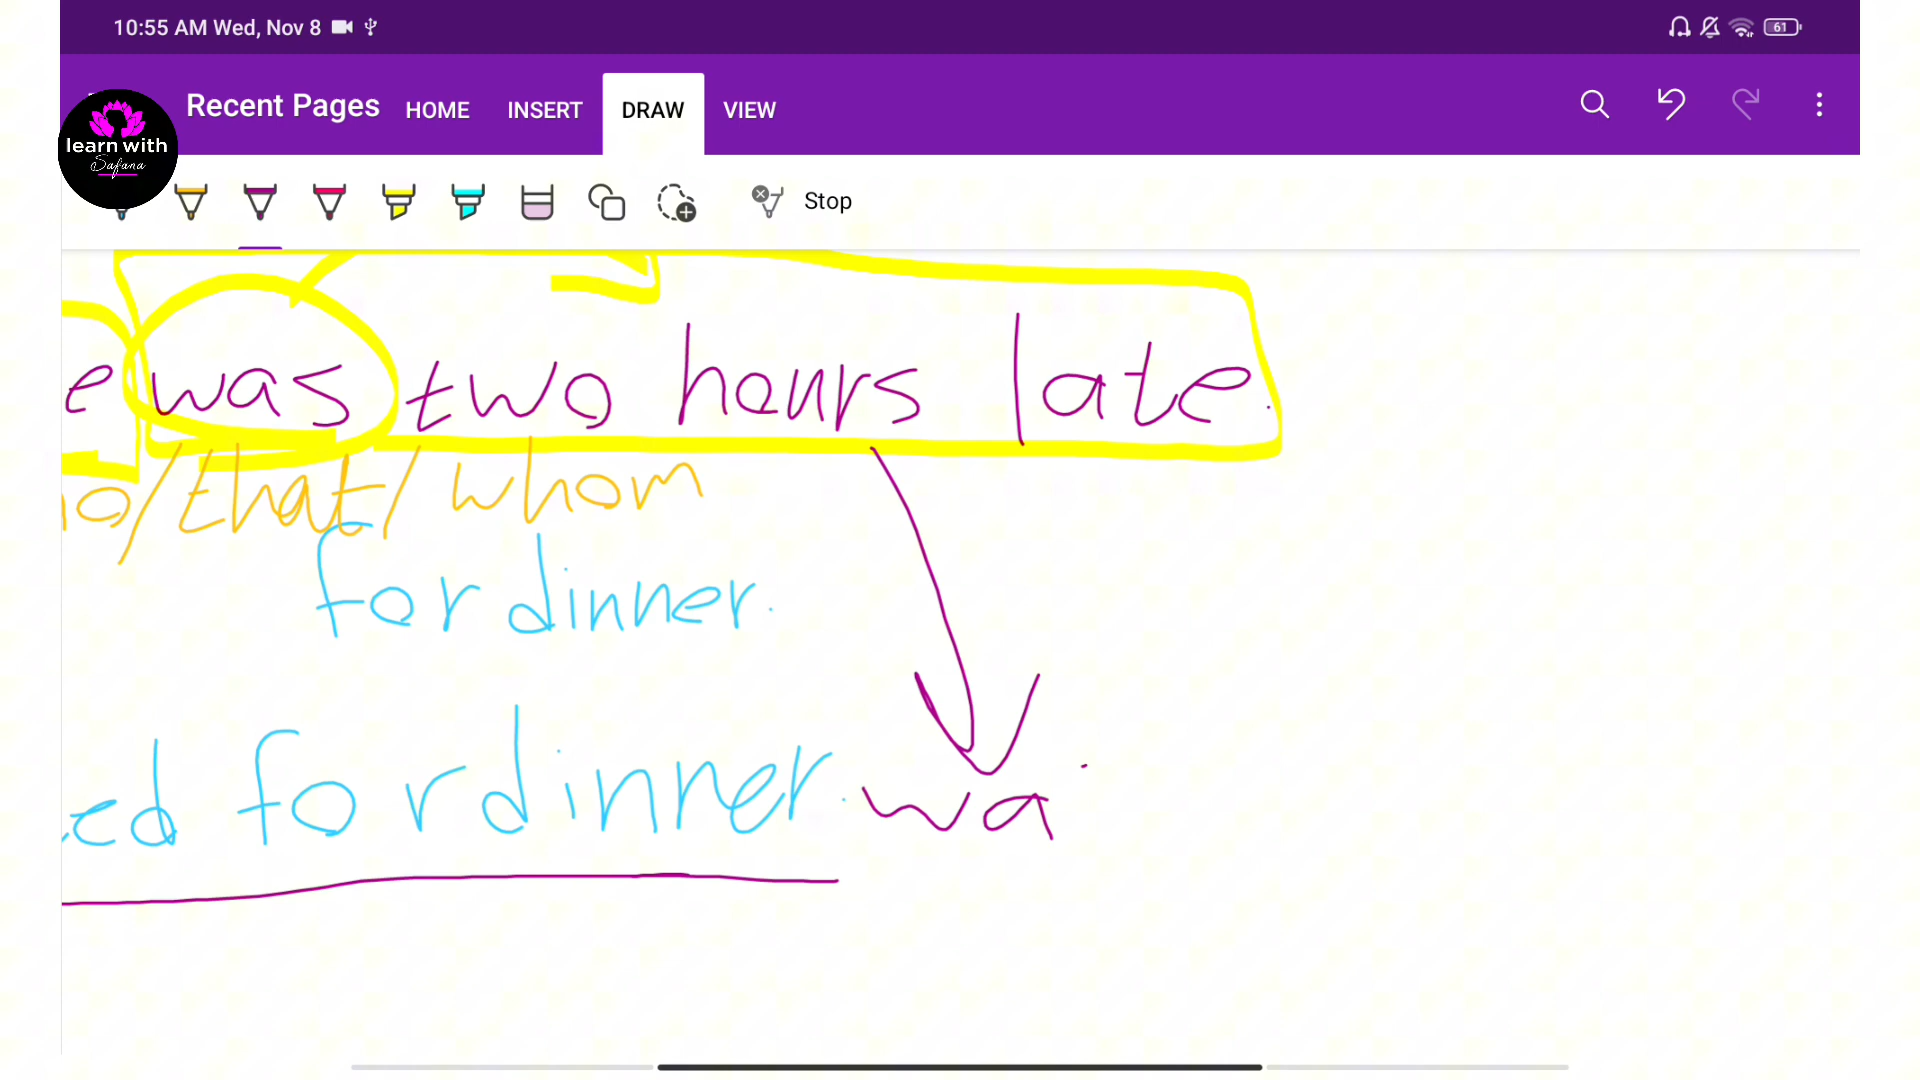 10:55 AM Wed, Nov 8
61
learn with
Safana
Recent Pages HOME INSERT DRAW VIEW
Stop
e was two hours late.
o/that/whom
for dinner.
ed for dinner. wa